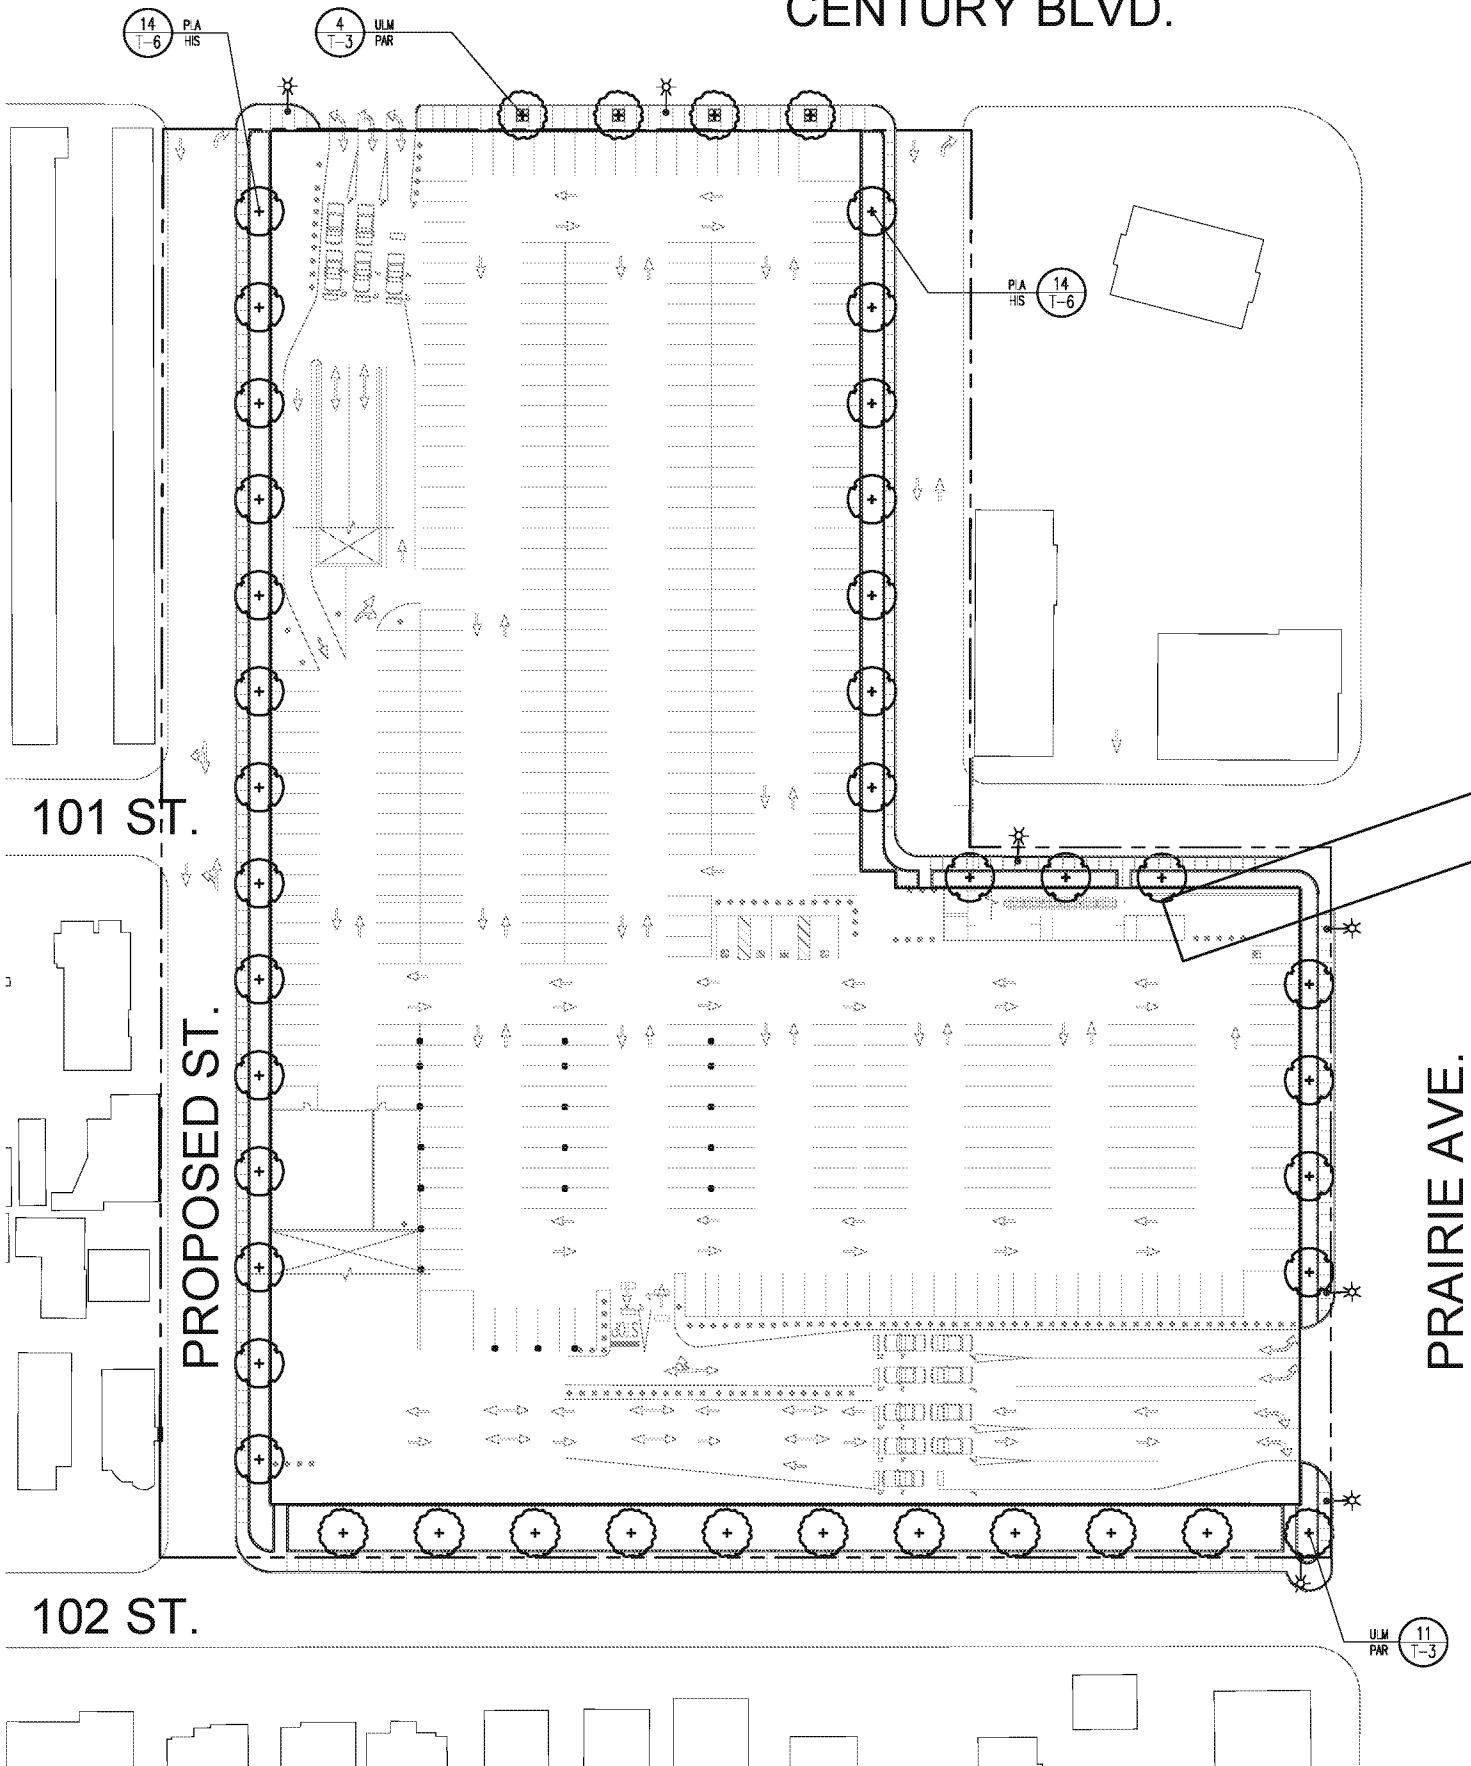 CENTURY BLVD.
14
T-6
PLA
HIS
4
T-3
ULM
PAR
PLA
HIS
14
T-6
101 ST.
PROPOSED ST.
PRAIRIE AVE.
102 ST.
ULM
PAR
11
T-3